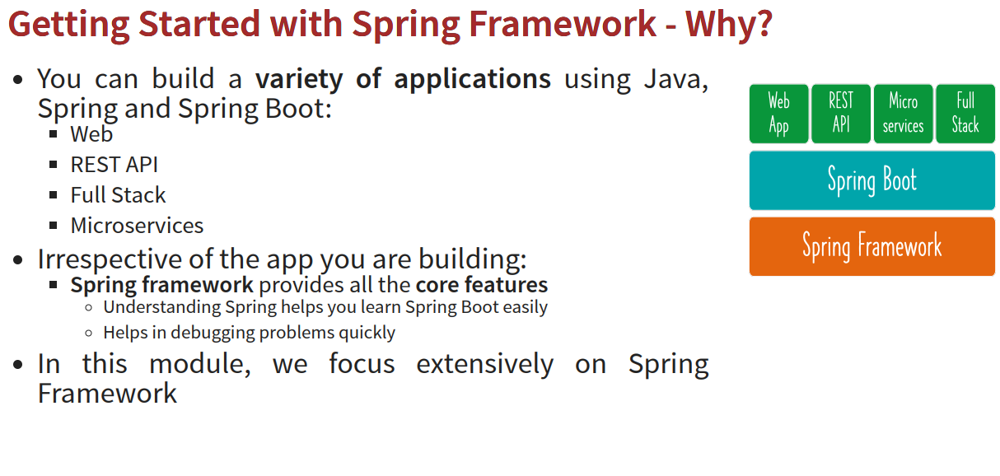 Getting Started with Spring Framework - Why?
• You can build a variety of applications using Java,
Spring and Spring Boot:
▪ Web
▪ REST API
▪ Full Stack
▪ Microservices
• Irrespective of the app you are building:
▪ Spring framework provides all the core features
◦ Understanding Spring helps you learn Spring Boot easily
◦ Helps in debugging problems quickly
• In this module, we focus extensively on Spring
Framework
Web
App
REST
API
Micro
services
Full
Stack
Spring Boot
Spring Framework